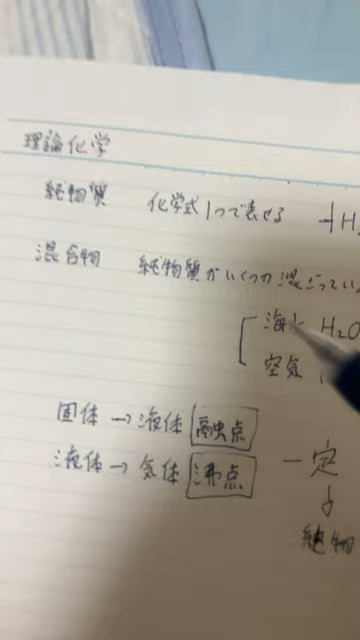 理論化学
純物質 化学式1つで表せる H
混合物 純物質がいくつか混ざってい
海 H₂O
空気
固体→液体 融点
液体→気体 沸点 一定
純物